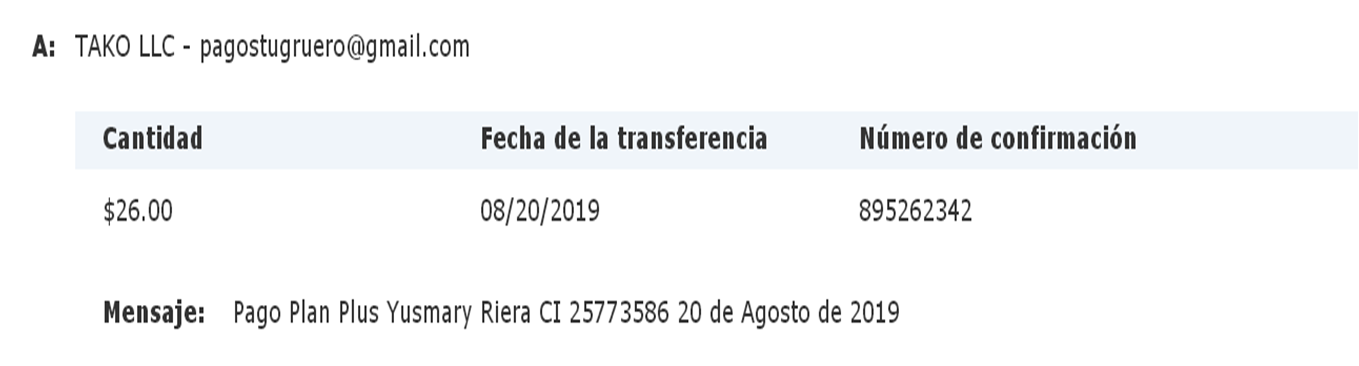 A: TAKO LLC - pagostugruero@gmail.com
Cantidad Fecha de la transferencia Número de confirmación
$26.00 08/20/2019 895262342
Mensaje: Pago Plan Plus Yusmary Riera CI 25773586 20 de Agosto de 2019